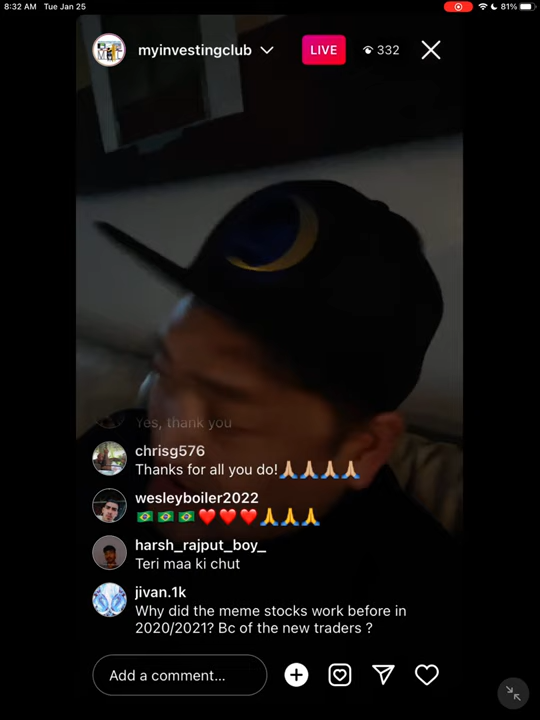 8:32 AM Tue Jan 25 81%
myinvestingclub LIVE 332
Yes, thank you
chrisg576
Thanks for all you do!🙏🏼🙏🏼🙏🏼🙏🏼
wesleyboiler2022
🇧🇷🇧🇷🇧🇷❤️❤️❤️🙏🙏🙏
harsh_rajput_boy_
Teri maa ki chut
jivan.1k
Why did the meme stocks work before in
2020/2021? Bc of the new traders ?
Add a comment...